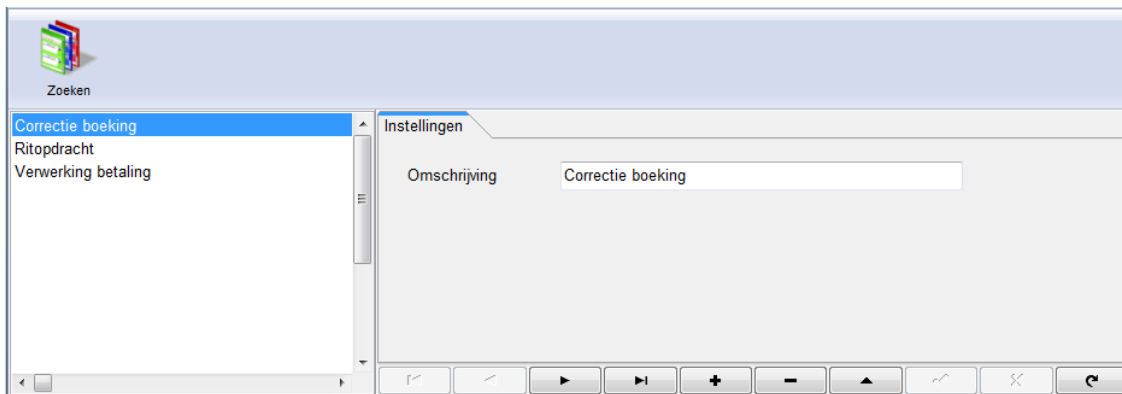 Zoeken
Correctie boeking
Ritopdracht
Verwerking betaling
Instellingen
Omschrijving Correctie boeking